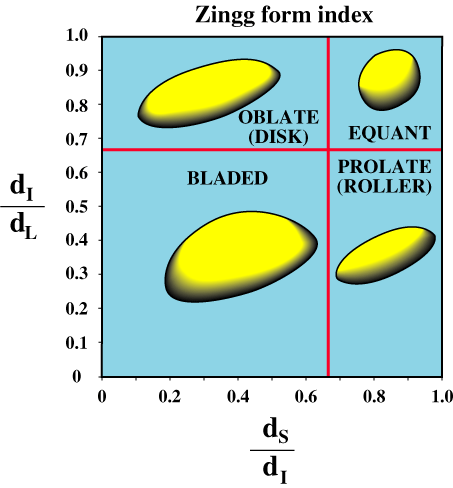 Zingg form index
1.0
0.9
0.8
0.7
0.6
0.5
0.4
0.3
0.2
0.1
0
OBLATE
(DISK)
EQUANT
BLADED
PROLATE
(ROLLER)
dI
dL
0
0.2
0.4
0.6
0.8
1.0
dS
dI